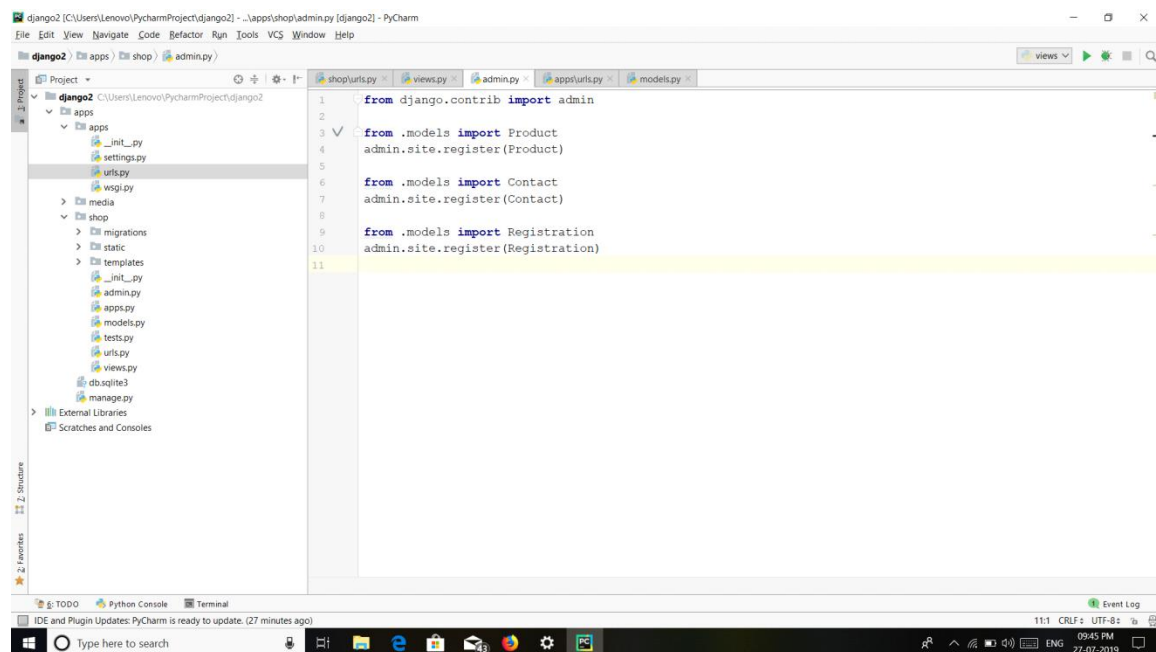 django2 [C:\Users\Lenovo\PycharmProject\django2] - ...\apps\shop\admin.py [django2] - PyCharm
File Edit View Navigate Code Refactor Run Tools VCS Window Help
django2 apps shop admin.py
views
Project
shop\urls.py views.py admin.py apps\urls.py models.py
1: Project
django2 C:\Users\Lenovo\PycharmProject\django2
apps
apps
__init__.py
settings.py
urls.py
wsgi.py
media
shop
migrations
static
templates
__init__.py
admin.py
apps.py
models.py
tests.py
urls.py
views.py
db.sqlite3
manage.py
External Libraries
Scratches and Consoles
1 from django.contrib import admin
2
3 from .models import Product
4 admin.site.register(Product)
5
6 from .models import Contact
7 admin.site.register(Contact)
8
9 from .models import Registration
10 admin.site.register(Registration)
11
Z: Structure
2: Favorites
6: TODO Python Console Terminal
1 Event Log
IDE and Plugin Updates: PyCharm is ready to update. (27 minutes ago)
11:1 CRLF UTF-8
Type here to search
43
PC
ENG
09:45 PM
27-07-2019